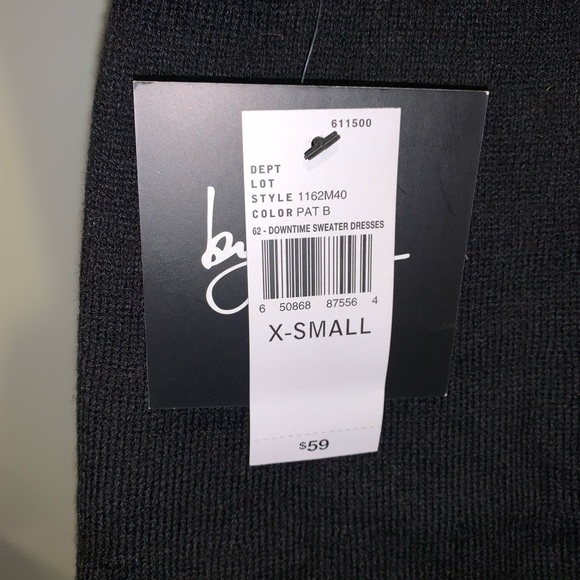 611500
DEPT
LOT
STYLE 1162M40
COLOR PAT B
62 - DOWNTIME SWEATER DRESSES
6 50868 87556 4
X-SMALL
$59